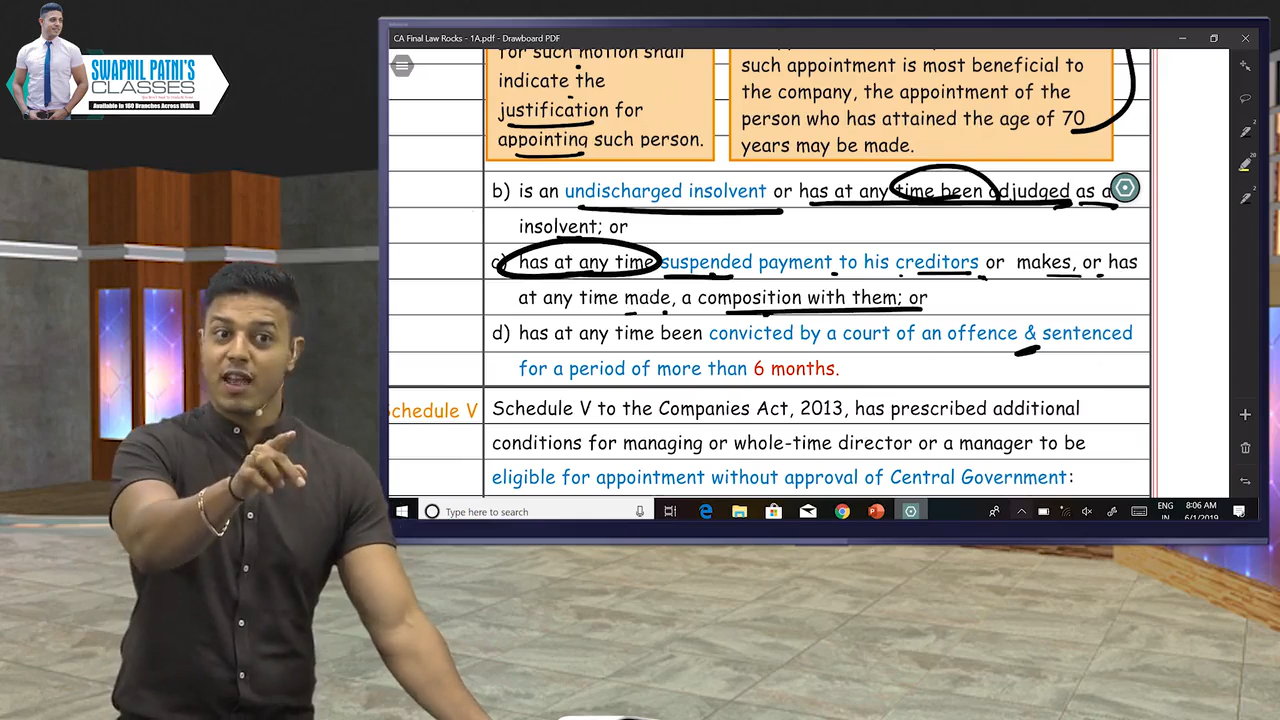 SWAPNIL PATNI'S
CLASSES
Available in 160 Branches Across INDIA
CA Final Law Rocks - 1A.pdf - Drawboard PDF
for such motion shall
indicate the
justification for
appointing such person.
such appointment is most beneficial to
the company, the appointment of the
person who has attained the age of 70
years may be made.
b) is an undischarged insolvent or has at any time been adjudged as a
insolvent; or
c) has at any time suspended payment to his creditors or makes, or has
at any time made, a composition with them; or
d) has at any time been convicted by a court of an offence & sentenced
for a period of more than 6 months.
Schedule V
Schedule V to the Companies Act, 2013, has prescribed additional
conditions for managing or whole-time director or a manager to be
eligible for appointment without approval of Central Government:
Type here to search
ENG
IN
8:06 AM
6/1/2019